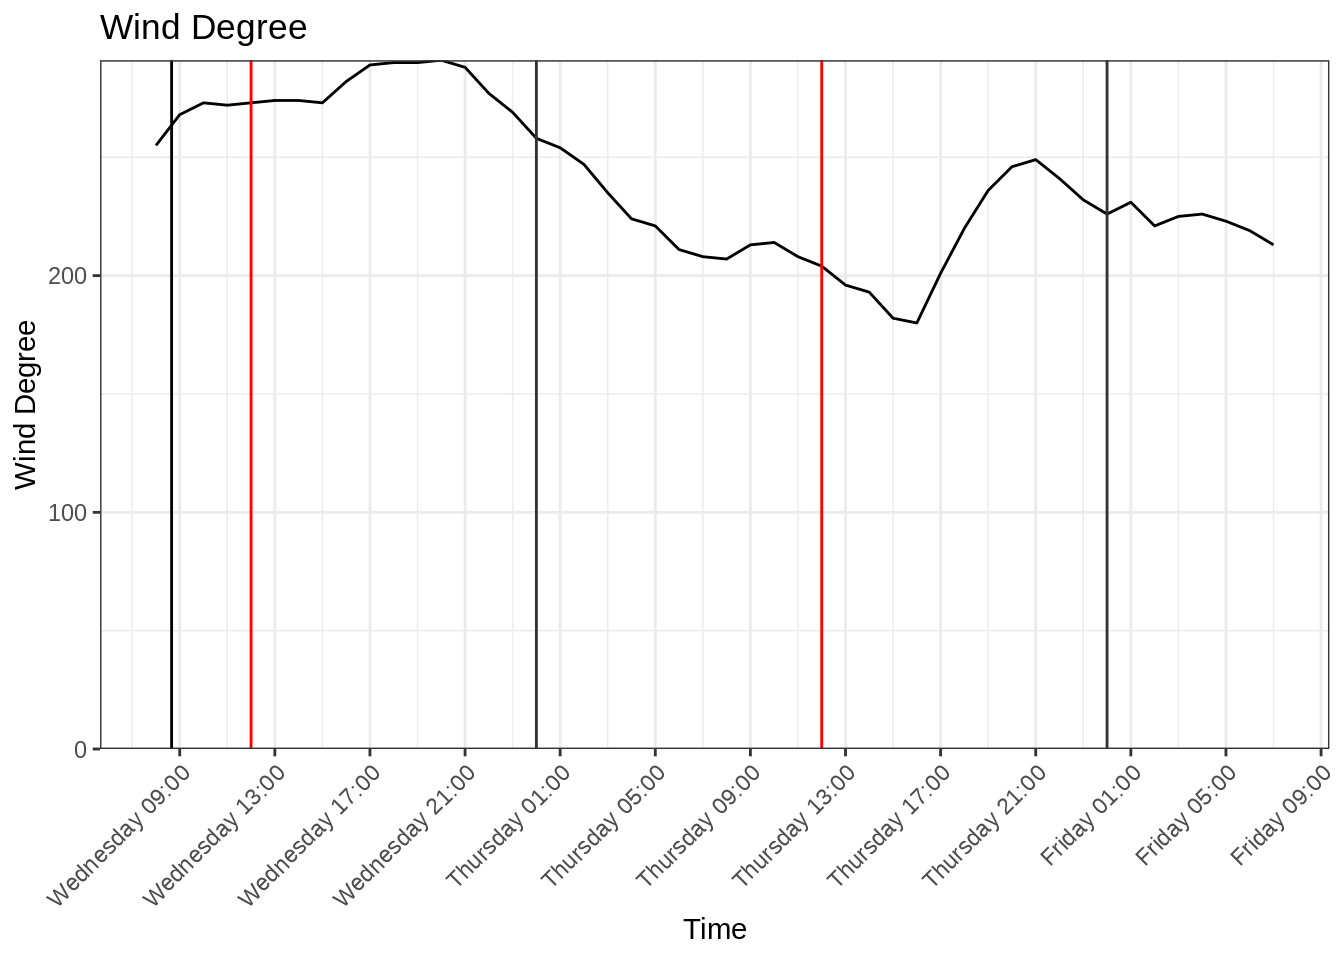 Wind Degree
Wind Degree
200
100
0
Wednesday 09:00
Wednesday 13:00
Wednesday 17:00
Wednesday 21:00
Thursday 01:00
Thursday 05:00
Thursday 09:00
Thursday 13:00
Thursday 17:00
Thursday 21:00
Friday 01:00
Friday 05:00
Friday 09:00
Time